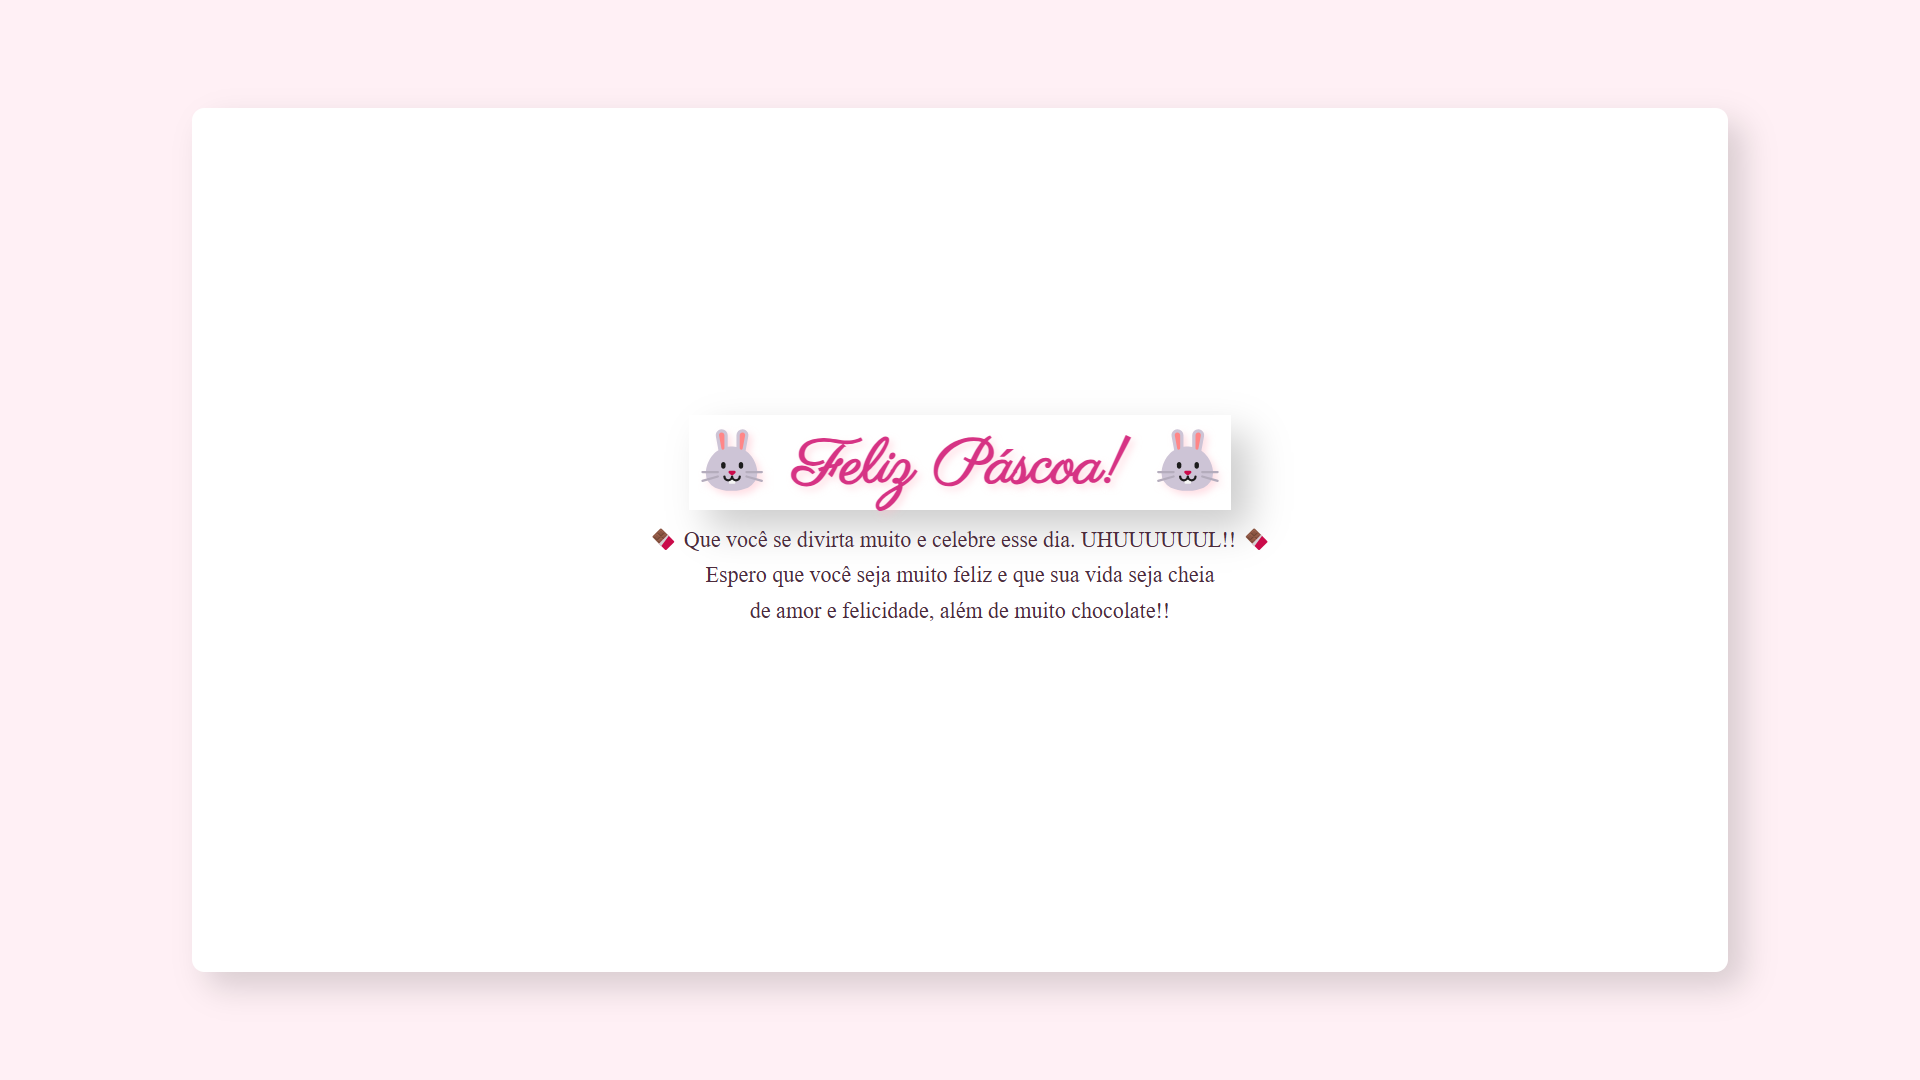 🐰 Feliz Páscoa! 🐰
🍫 Que você se divirta muito e celebre esse dia. UHUUUUUUL!! 🍫
Espero que você seja muito feliz e que sua vida seja cheia
de amor e felicidade, além de muito chocolate!!